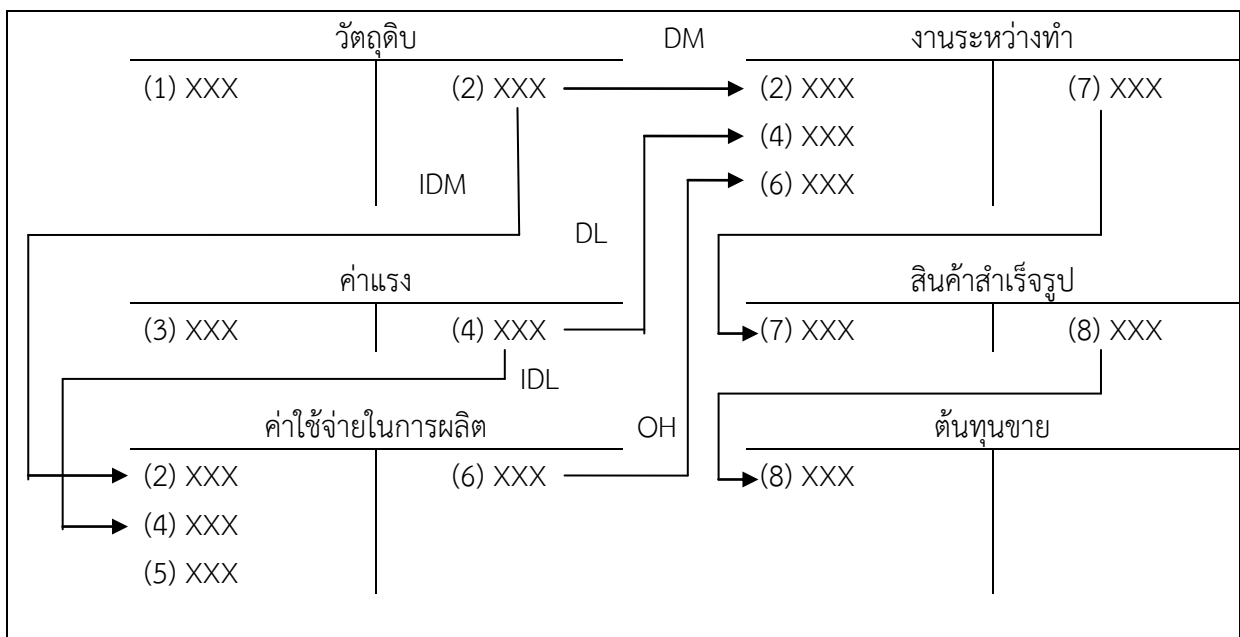 วัตถุดิบ DM งานระหว่างทำ
(1) XXX (2) XXX (2) XXX (7) XXX
(4) XXX
IDM (6) XXX
DL
ค่าแรง สินค้าสำเร็จรูป
(3) XXX (4) XXX (7) XXX (8) XXX
IDL
ค่าใช้จ่ายในการผลิต OH ต้นทุนขาย
(2) XXX (6) XXX (8) XXX
(4) XXX
(5) XXX